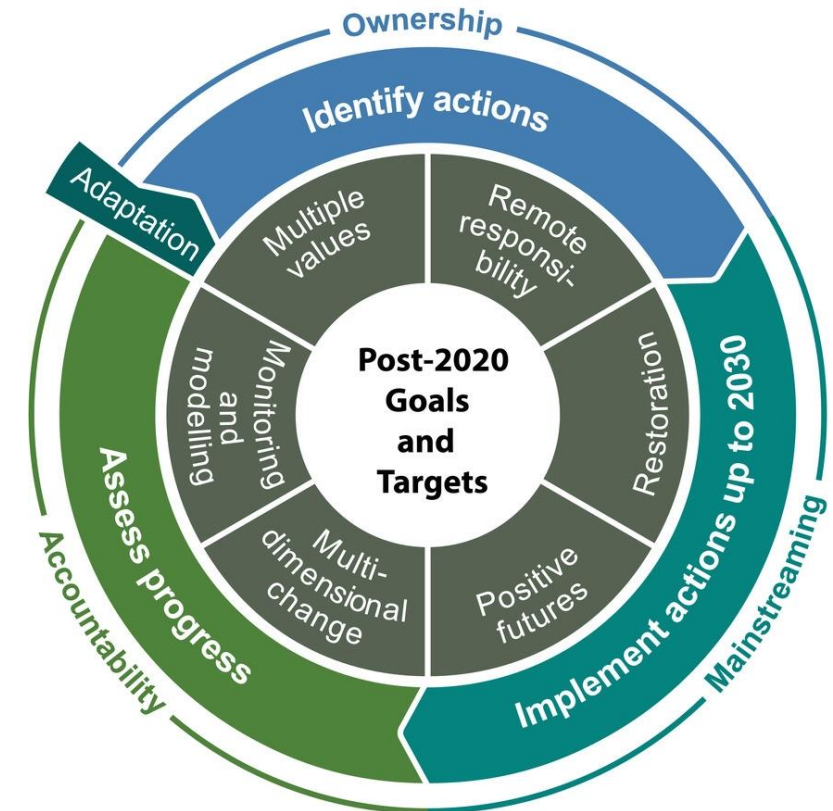 Ownership
Identify actions
Adaptation
Multiple
values
Remote
responsi-
bility
Monitoring
and
modelling
Post-2020
Goals
and
Targets
Restoration
Multi-
dimensional
change
Positive
futures
Assess progress
Implement actions up to 2030
Accountability
Mainstreaming